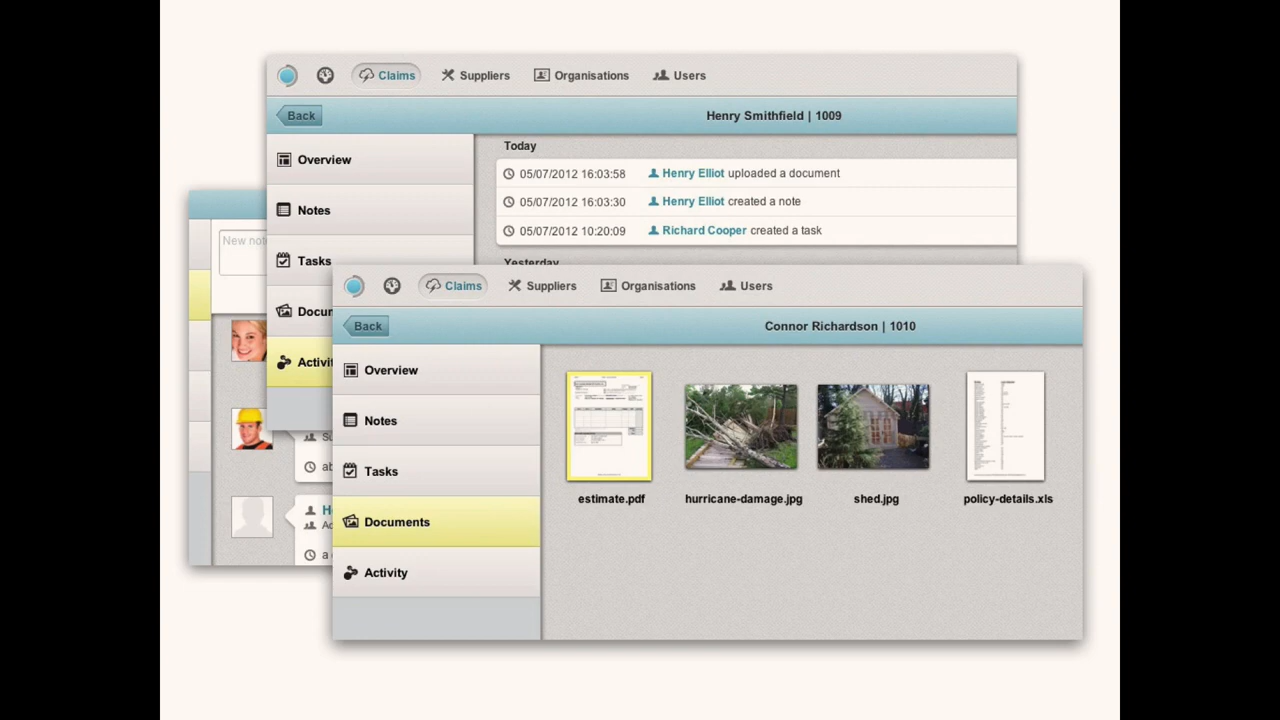 Claims Suppliers Organisations Users
Back
Henry Smithfield | 1009
Overview
Notes
Tasks
Today
05/07/2012 16:03:58 Henry Elliot uploaded a document
05/07/2012 16:03:30 Henry Elliot created a note
05/07/2012 10:20:09 Richard Cooper created a task
Yesterday
New
Claims Suppliers Organisations Users
Back
Connor Richardson | 1010
Overview
Notes
Tasks
Documents
Activity
estimate.pdf
hurricane-damage.jpg
shed.jpg
policy-details.xls